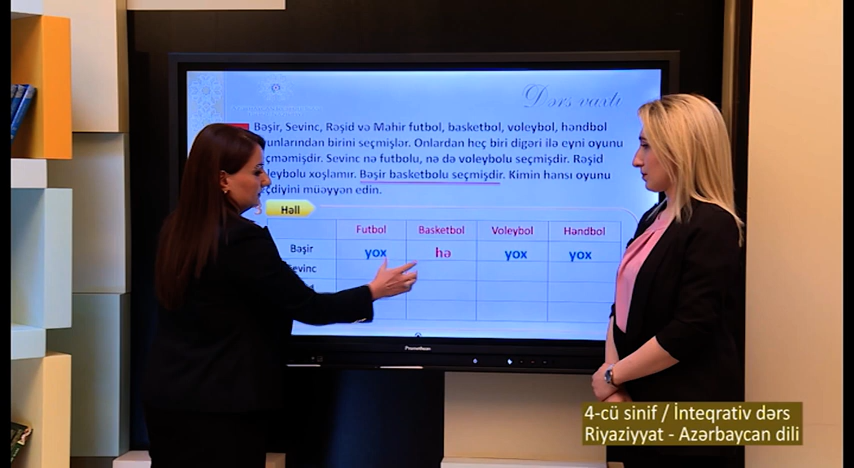 Dərs vaxtı
Bəşir, Sevinc, Rəşid və Mahir futbol, basketbol, voleybol, həndbol
unlarından birini seçmişlər. Onlardan heç biri digəri ilə eyni oyunu
çməmişdir. Sevinc nə futbolu, nə də voleybolu seçmişdir. Rəşid
leybolu xoşlamır. Bəşir basketbolu seçmişdir. Kimin hansı oyunu
çdiyini müəyyən edin.
Həll
Futbol Basketbol Voleybol Həndbol
Bəşir yox hə yox yox
evinc
Promethean
4-cü sinif / İnteqrativ dərs
Riyaziyyat - Azərbaycan dili